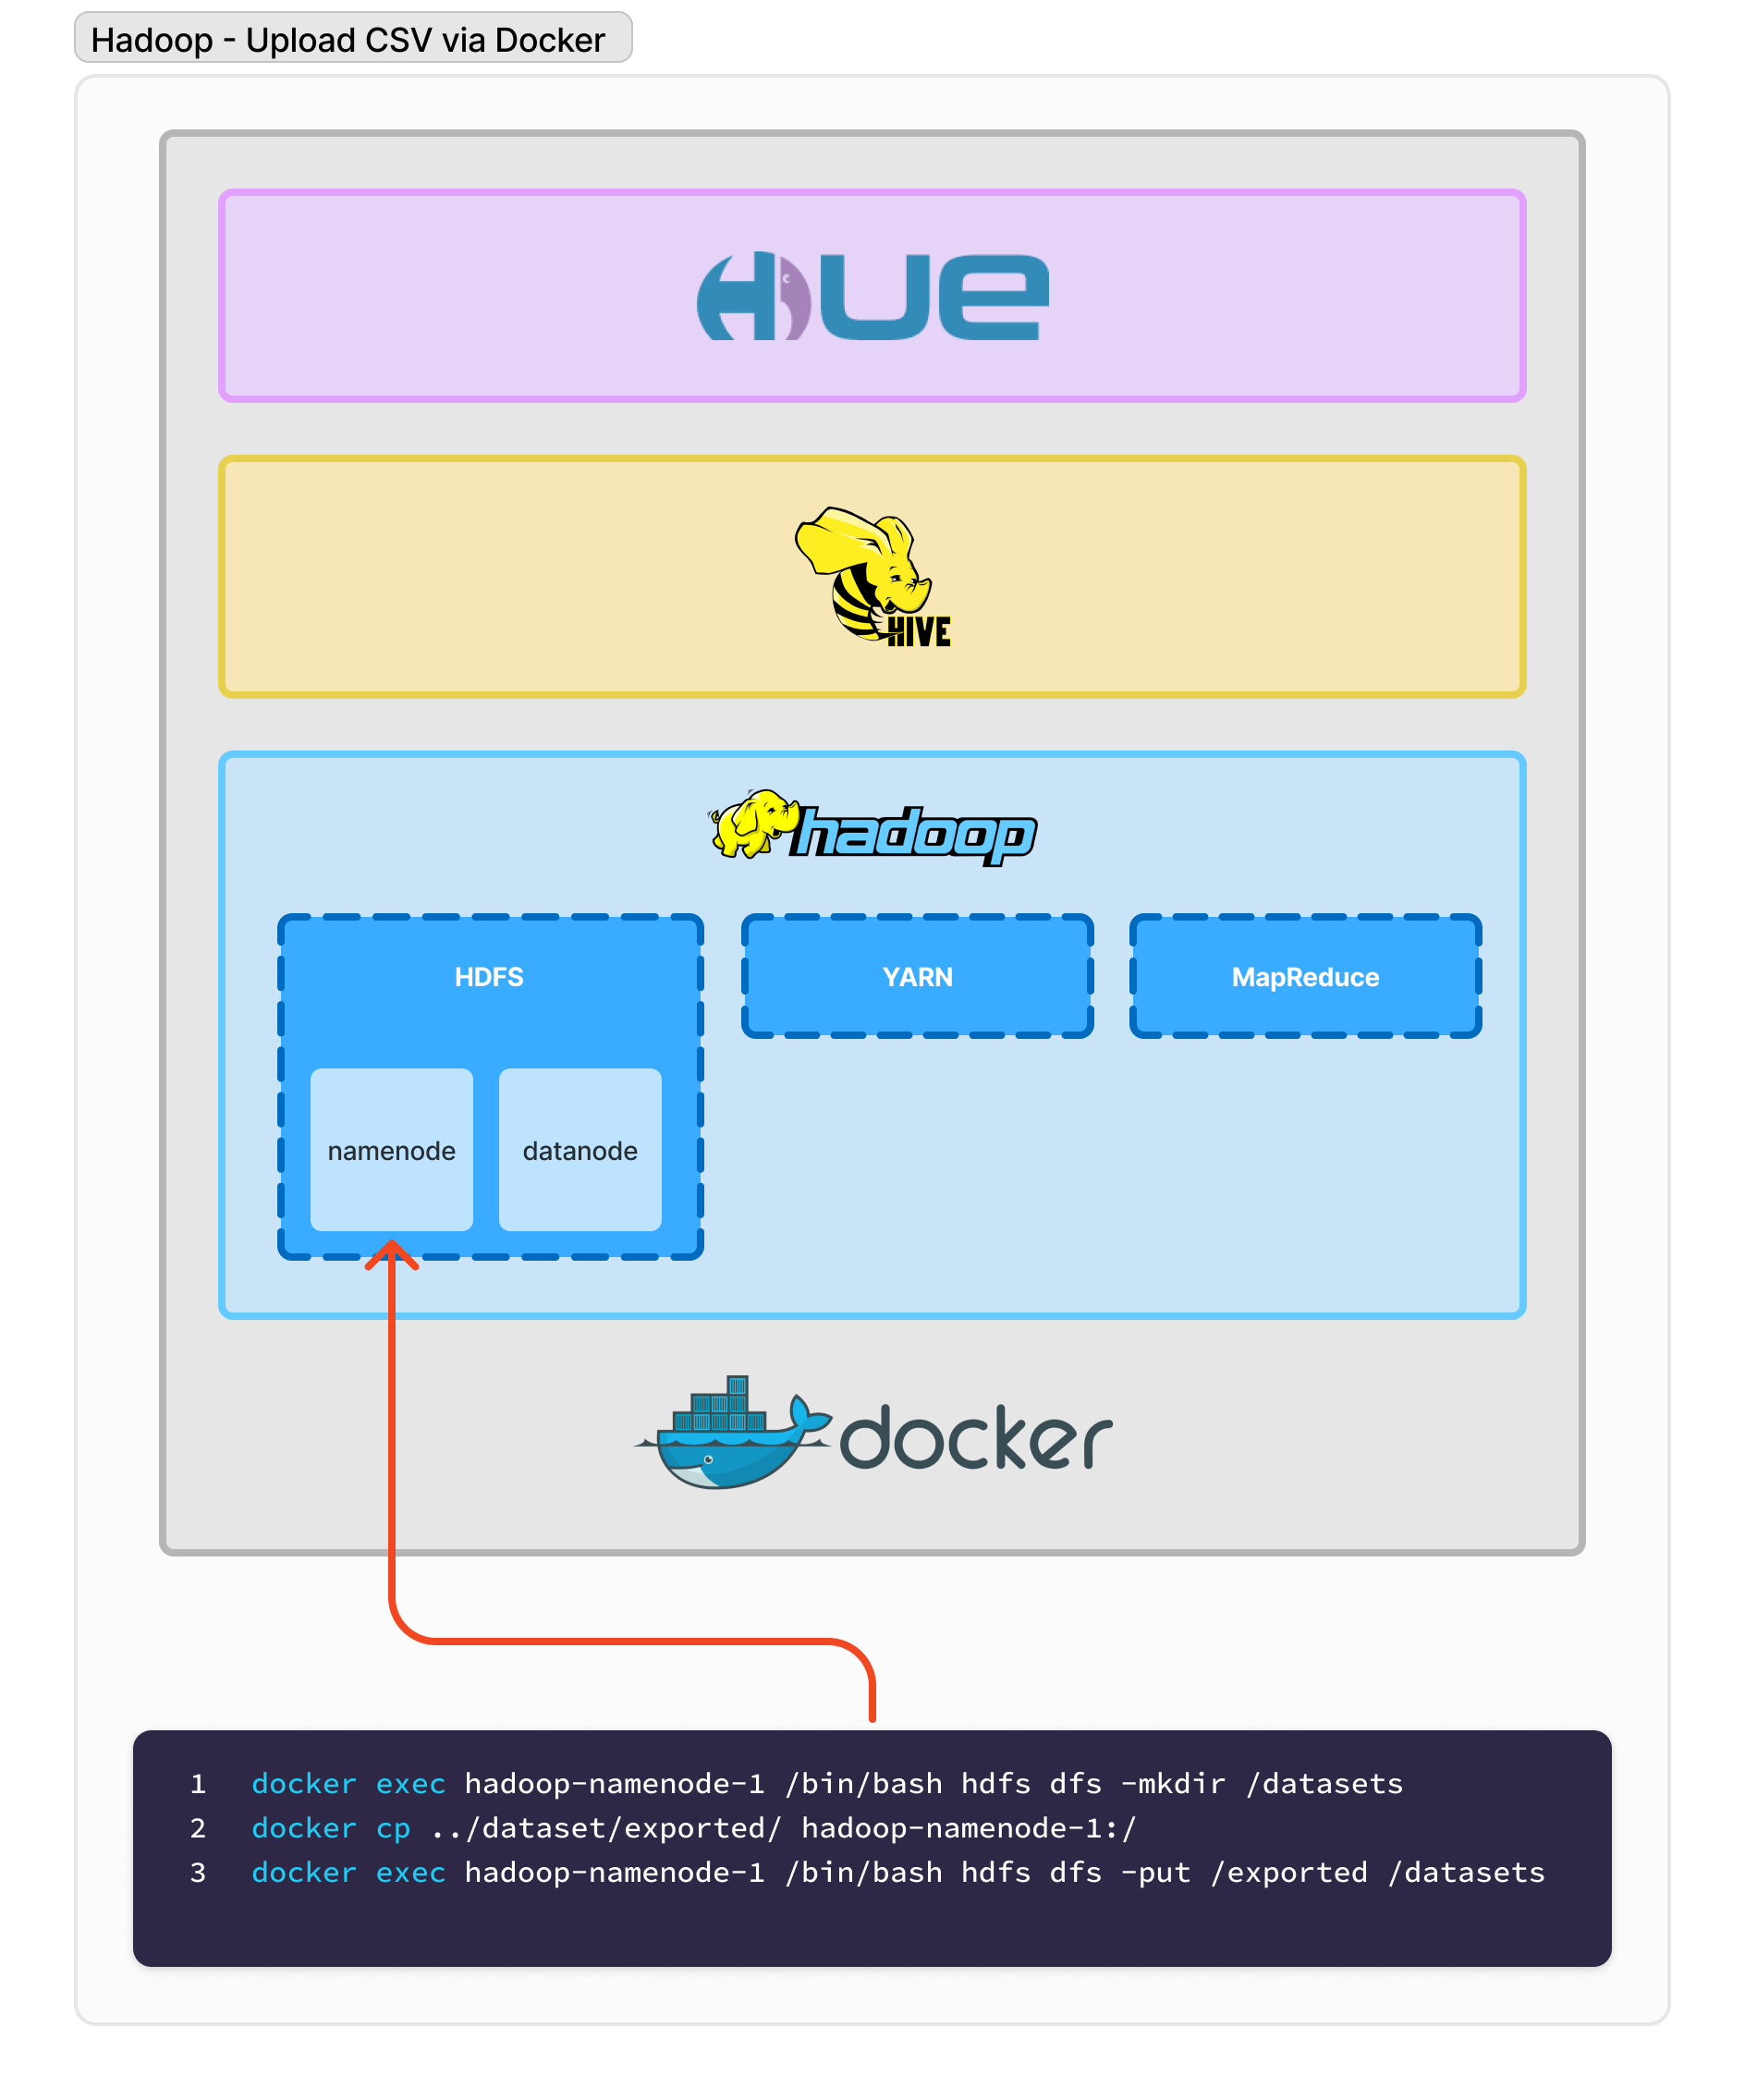 Hadoop - Upload CSV via Docker
HUE
HIVE
hadoop
HDFS
YARN
MapReduce
namenode
datanode
docker
1 docker exec hadoop-namenode-1 /bin/bash hdfs dfs -mkdir /datasets
2 docker cp ../dataset/exported/ hadoop-namenode-1:/
3 docker exec hadoop-namenode-1 /bin/bash hdfs dfs -put /exported /datasets